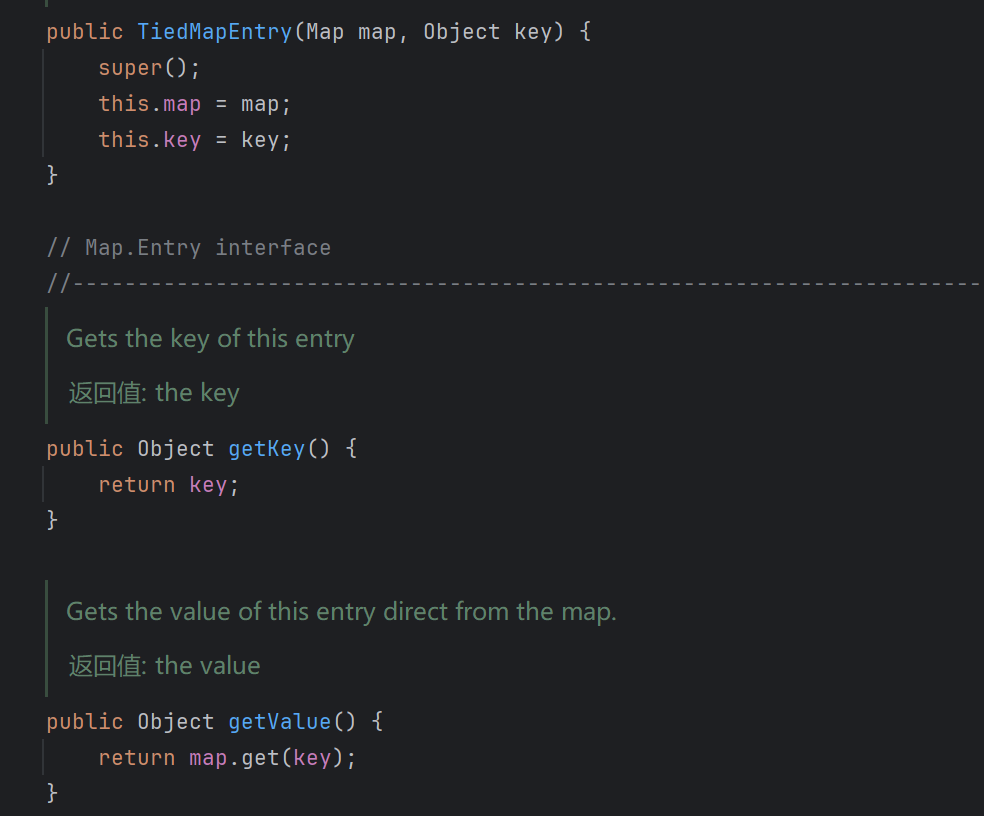 public TiedMapEntry(Map map, Object key) {
    super();
    this.map = map;
    this.key = key;
}
// Map.Entry interface
//----------------------------------------------------------------------
Gets the key of this entry
返回值: the key
public Object getKey() {
    return key;
}
Gets the value of this entry direct from the map.
返回值: the value
public Object getValue() {
    return map.get(key);
}